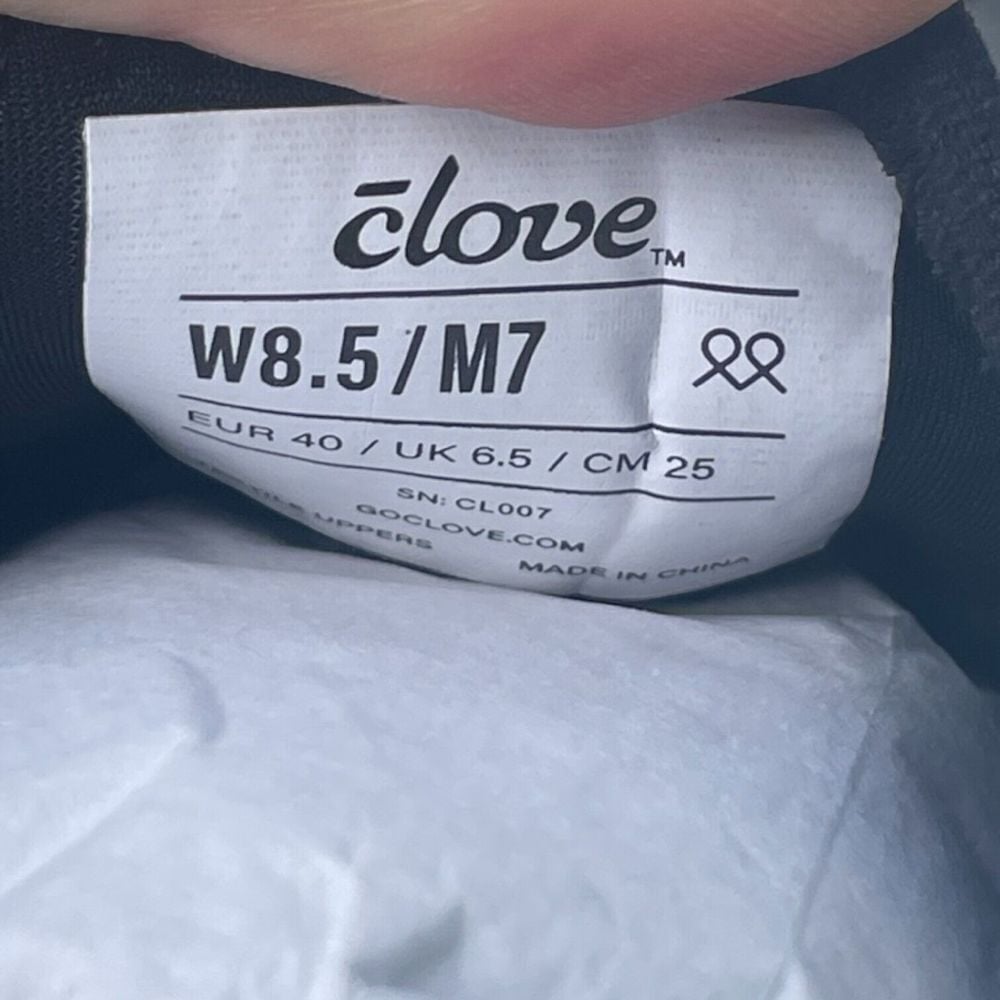 clove™
W8.5/M7
EUR 40 / UK 6.5 / CM 25
SN: CL007
GOCLOVE.COM
UPPERS
MADE IN CHINA